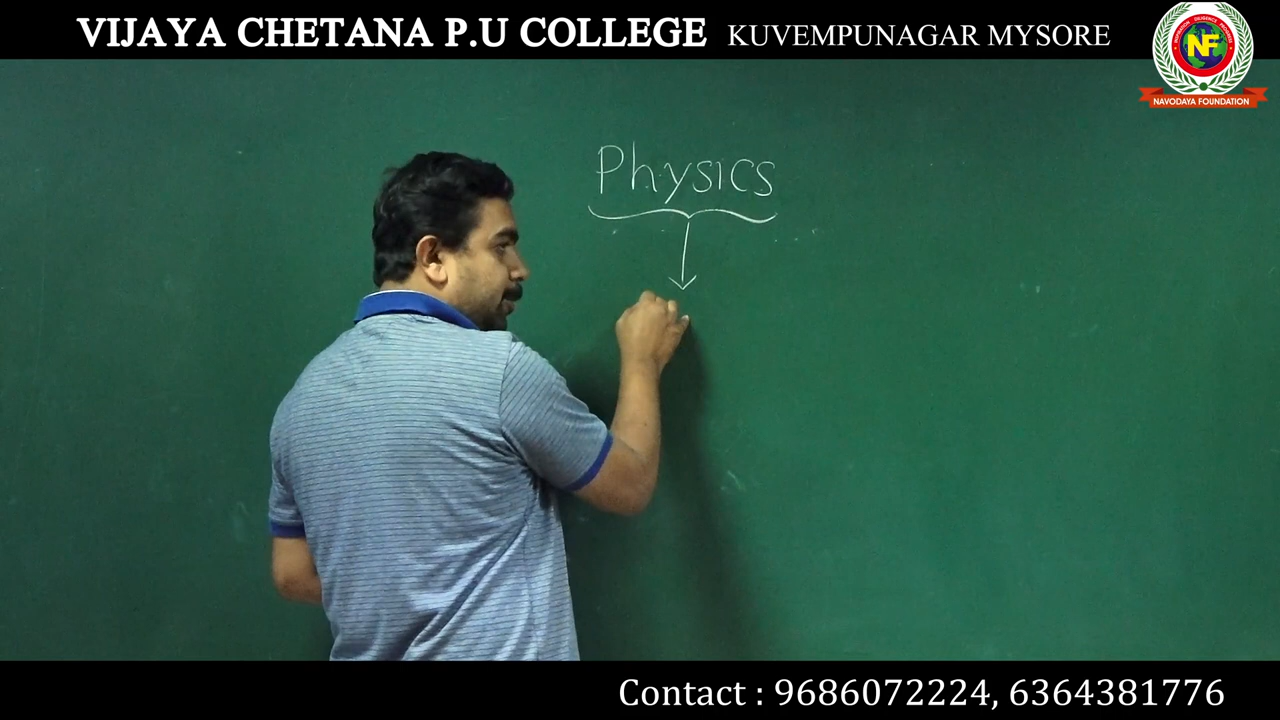 VIJAYA CHETANA P.U COLLEGE KUVEMPUNAGAR MYSORE
NF
NAVODAYA FOUNDATION
Physics
Contact : 9686072224, 6364381776